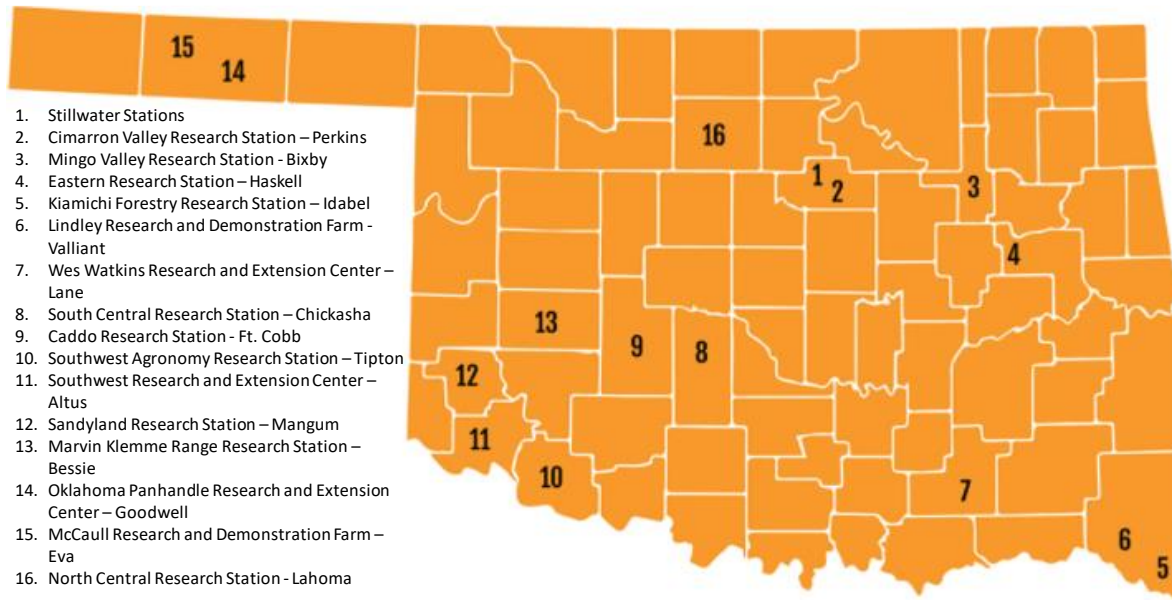 1. Stillwater Stations
2. Cimarron Valley Research Station – Perkins
3. Mingo Valley Research Station - Bixby
4. Eastern Research Station – Haskell
5. Kiamichi Forestry Research Station – Idabel
6. Lindley Research and Demonstration Farm -
Valliant
7. Wes Watkins Research and Extension Center –
Lane
8. South Central Research Station – Chickasha
9. Caddo Research Station - Ft. Cobb
10. Southwest Agronomy Research Station – Tipton
11. Southwest Research and Extension Center –
Altus
12. Sandyland Research Station – Mangum
13. Marvin Klemme Range Research Station –
Bessie
14. Oklahoma Panhandle Research and Extension
Center – Goodwell
15. McCaull Research and Demonstration Farm –
Eva
16. North Central Research Station - Lahoma
15
14
16
1
2
3
4
13
9
8
12
11
10
7
6
5